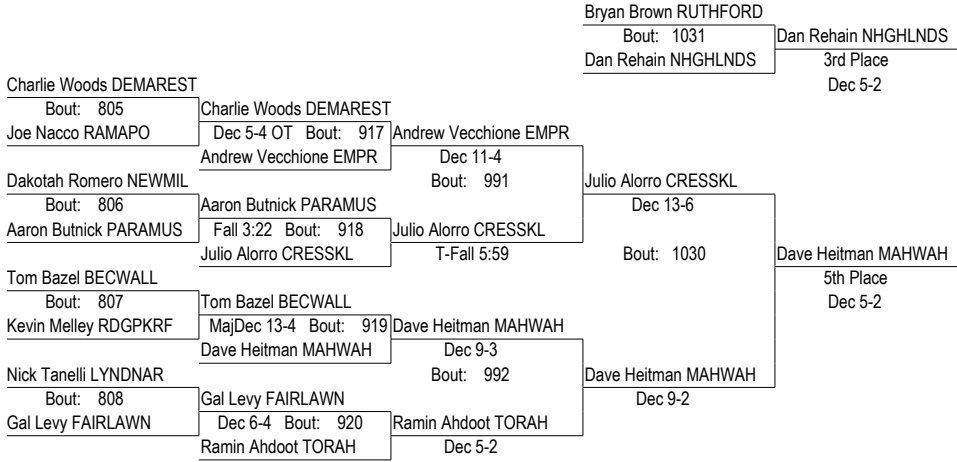 Bryan Brown RUTHFORD
Bout: 1031 Dan Rehain NHGHLNDS
Dan Rehain NHGHLNDS 3rd Place
Charlie Woods DEMAREST Dec 5-2
Bout: 805 Charlie Woods DEMAREST
Joe Nacco RAMAPO Dec 5-4 OT Bout: 917 Andrew Vecchione EMPR
Andrew Vecchione EMPR Dec 11-4
Dakotah Romero NEWMIL Bout: 991 Julio Alorro CRESSKL
Bout: 806 Aaron Butnick PARAMUS Dec 13-6
Aaron Butnick PARAMUS Fall 3:22 Bout: 918 Julio Alorro CRESSKL
Julio Alorro CRESSKL T-Fall 5:59 Bout: 1030 Dave Heitman MAHWAH
Tom Bazel BECWALL 5th Place
Bout: 807 Tom Bazel BECWALL Dec 5-2
Kevin Melley RDGPKRF MajDec 13-4 Bout: 919 Dave Heitman MAHWAH
Dave Heitman MAHWAH Dec 9-3
Nick Tanelli LYNDNAR Bout: 992 Dave Heitman MAHWAH
Bout: 808 Gal Levy FAIRLAWN Dec 9-2
Gal Levy FAIRLAWN Dec 6-4 Bout: 920 Ramin Ahdoot TORAH
Ramin Ahdoot TORAH Dec 5-2